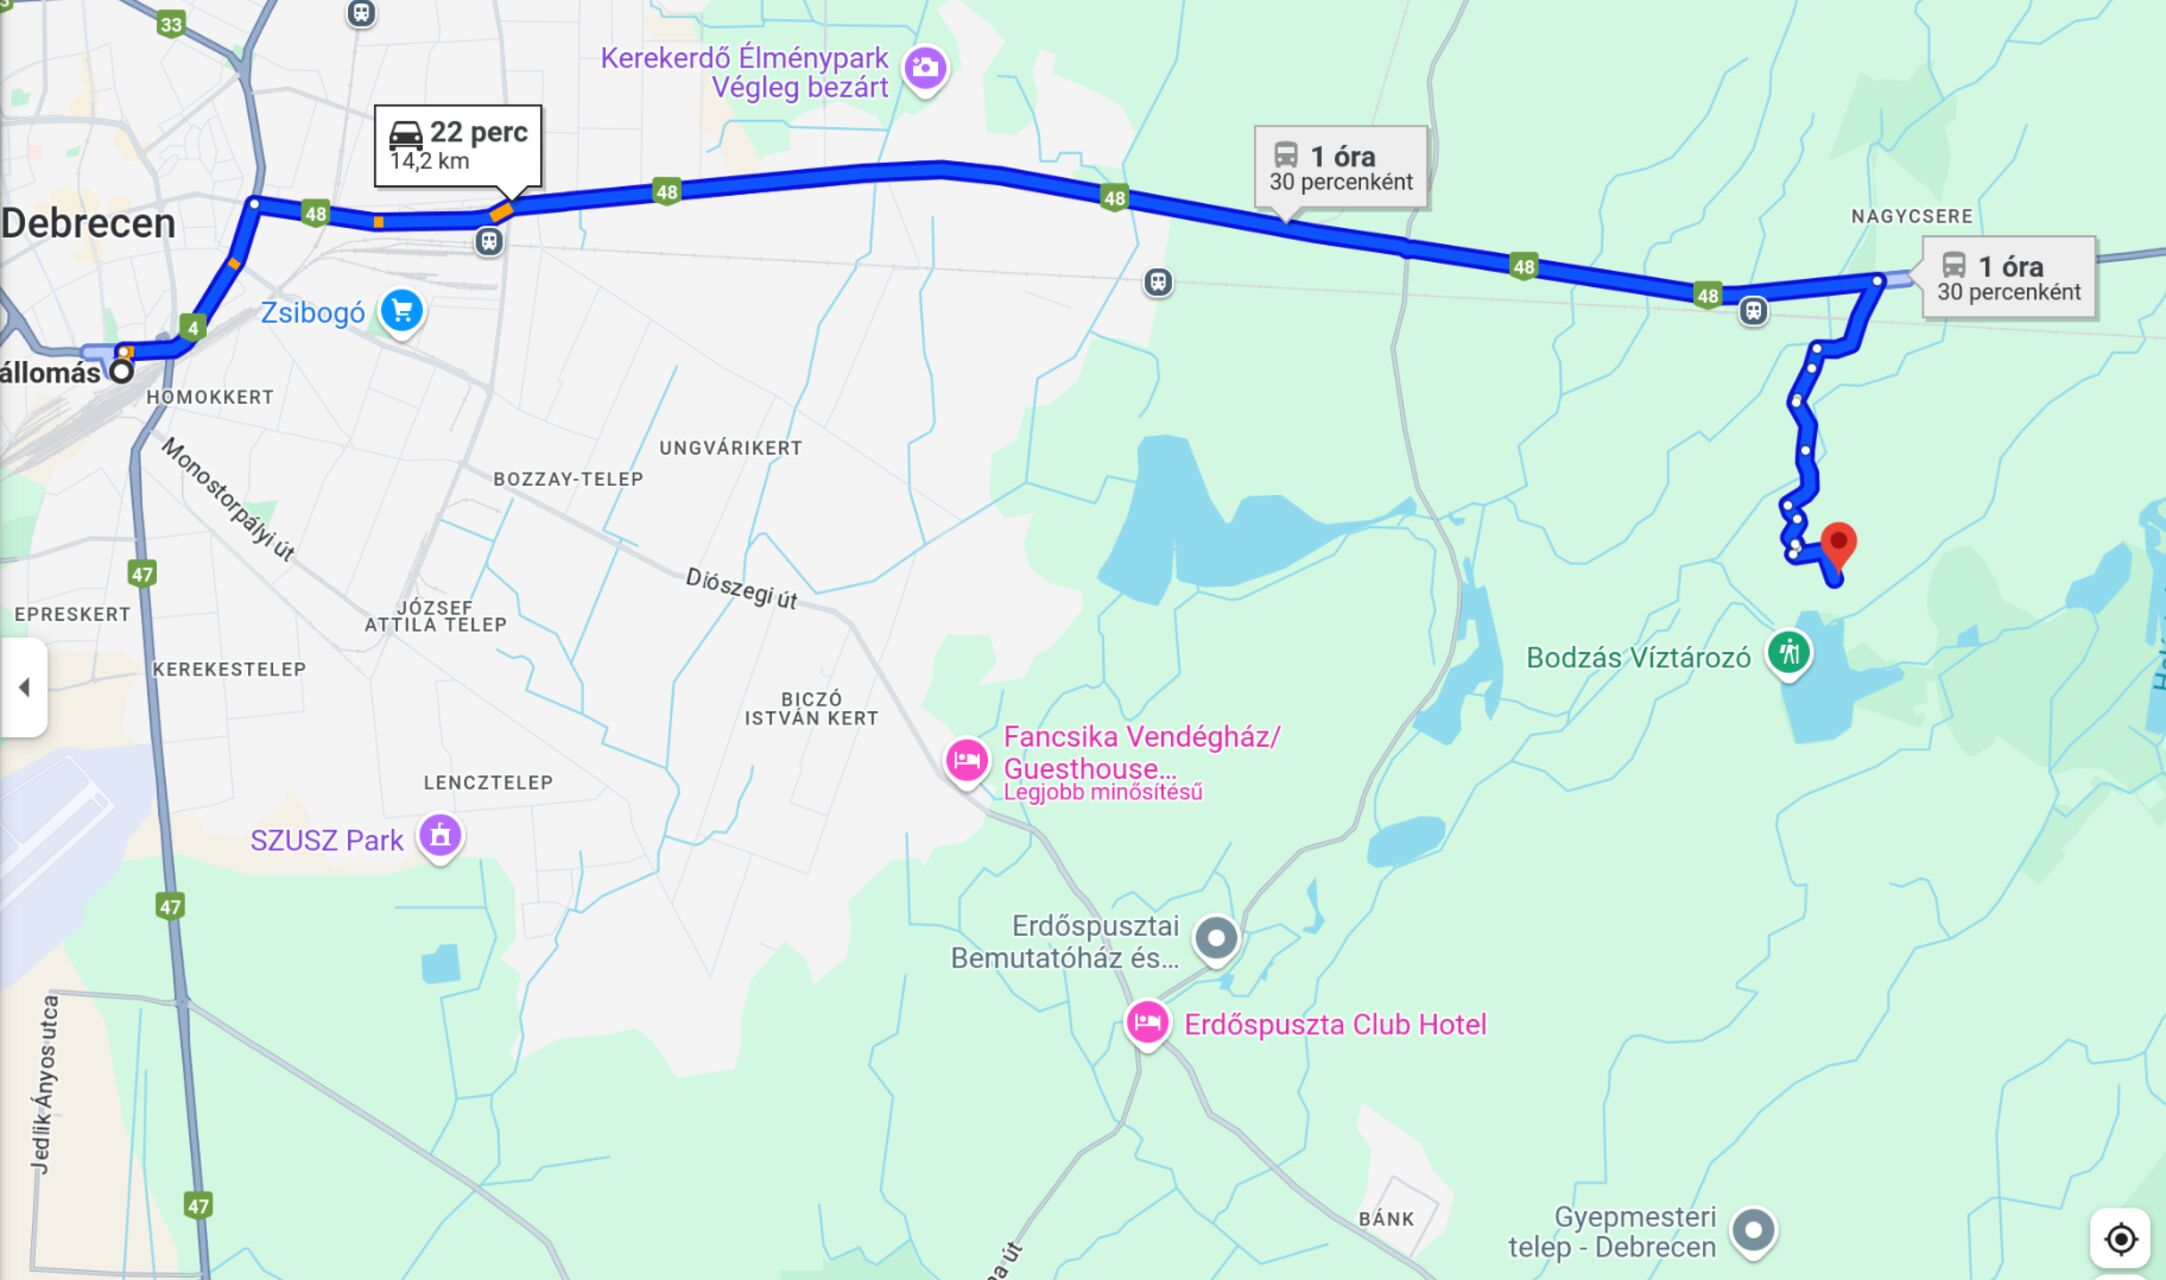 33
Kerekerdő Élménypark
Végleg bezárt
22 perc
14,2 km
48
48
48
1 óra
30 percenként
NAGYCSERE
Debrecen
48
48
1 óra
30 percenként
Zsibogó
4
állomás
HOMOKKERT
Monostorpályi út
UNGVÁRIKERT
BOZZAY-TELEP
47
Diószegi út
EPRESKERT
JÓZSEF
ATTILA TELEP
KEREKESTELEP
Bodzás Víztározó
BICZÓ
ISTVÁN KERT
Fancsika Vendégház/
Guesthouse...
Legjobb minősítésű
LENCZTELEP
SZUSZ Park
47
Erdőspusztai
Bemutatóház és...
Erdőspuszta Club Hotel
Jedlik Ányos utca
47
BÁNK
Gyepmesteri
telep - Debrecen